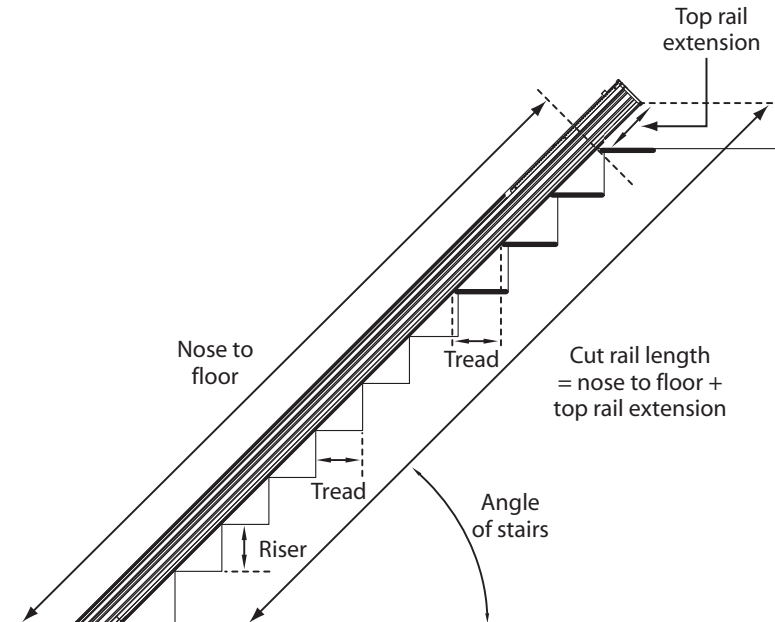 Top rail
extension
Nose to
floor
Tread
Cut rail length
= nose to floor +
top rail extension
Tread
Angle
of stairs
Riser